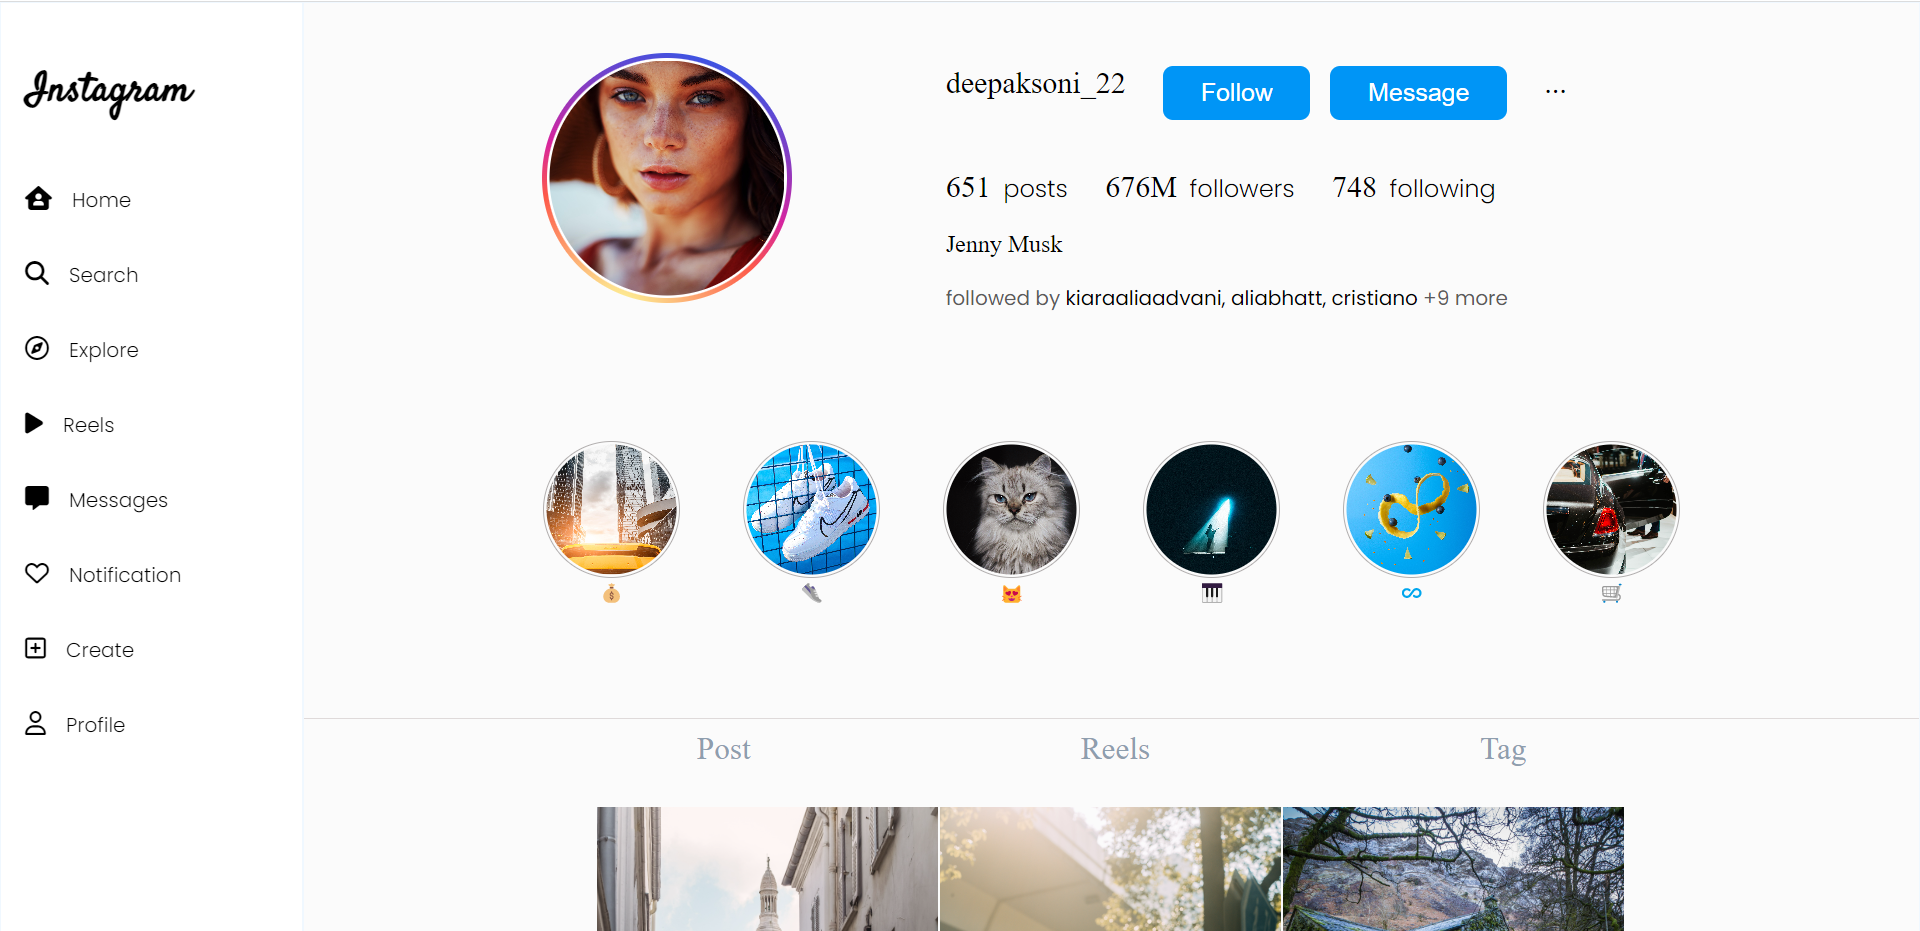 Instagram
Home
Search
Explore
Reels
Messages
Notification
Create
Profile
deepaksoni_22
Follow
Message
...
651 posts 676M followers 748 following
Jenny Musk
followed by kiaraaliaadvani, aliabhatt, cristiano +9 more
Post Reels Tag